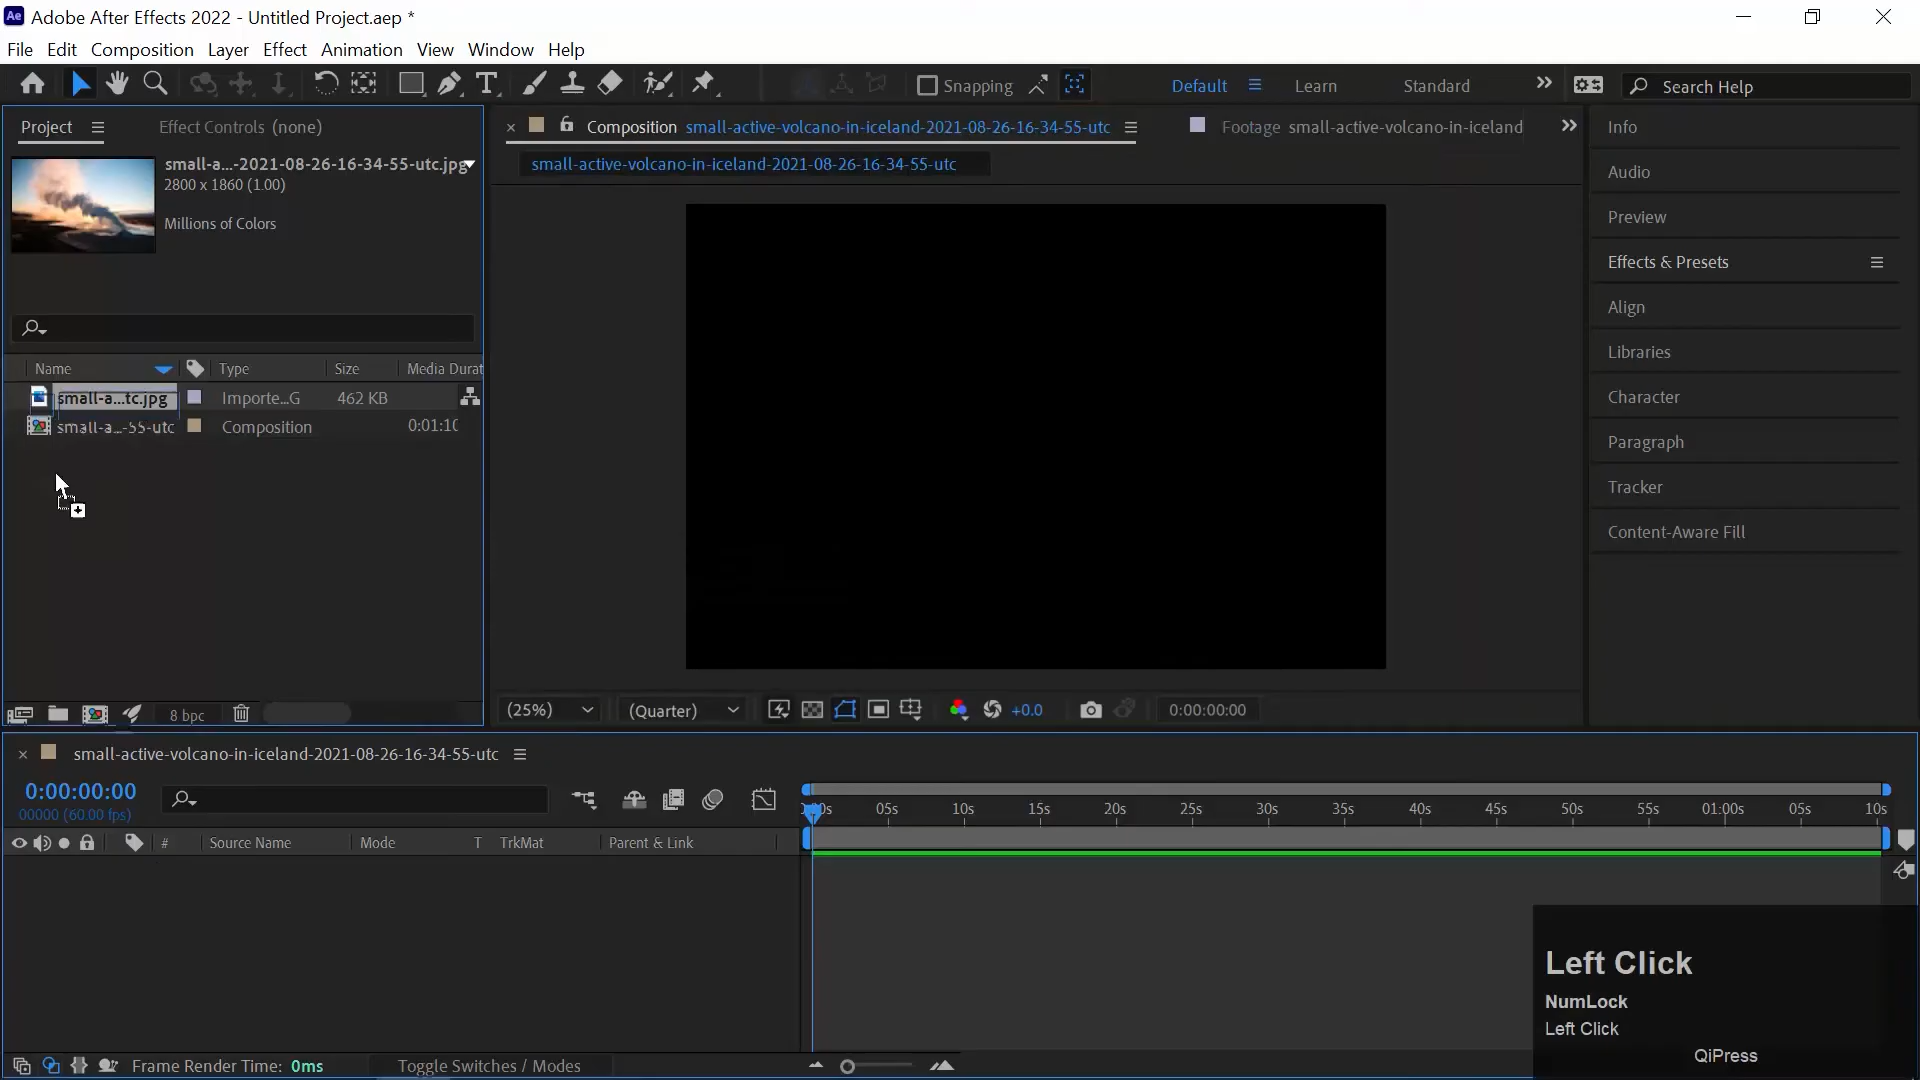 Ae Adobe After Effects 2022 - Untitled Project.aep *
File Edit Composition Layer Effect Animation View Window Help
Snapping Default Learn Standard Search Help
Project Effect Controls (none)
small-a...-2021-08-26-16-34-55-utc.jpg
2800 x 1860 (1.00)
Millions of Colors
Name Type Size Media Durat
small-a...tc.jpg Importe...G 462 KB
small-a...-55-utc Composition 0:01:10
8 bpc
Composition small-active-volcano-in-iceland-2021-08-26-16-34-55-utc Footage small-active-volcano-in-iceland
small-active-volcano-in-iceland-2021-08-26-16-34-55-utc
(25%) (Quarter) +0.0 0:00:00:00
Info
Audio
Preview
Effects & Presets
Align
Libraries
Character
Paragraph
Tracker
Content-Aware Fill
small-active-volcano-in-iceland-2021-08-26-16-34-55-utc
0:00:00:00
00000 (60.00 fps)
05s 10s 15s 20s 25s 30s 35s 40s 45s 50s 55s 01:00s 05s 10s
# Source Name Mode T TrkMat Parent & Link
Left Click
NumLock
Left Click
QiPress
Frame Render Time: 0ms Toggle Switches / Modes